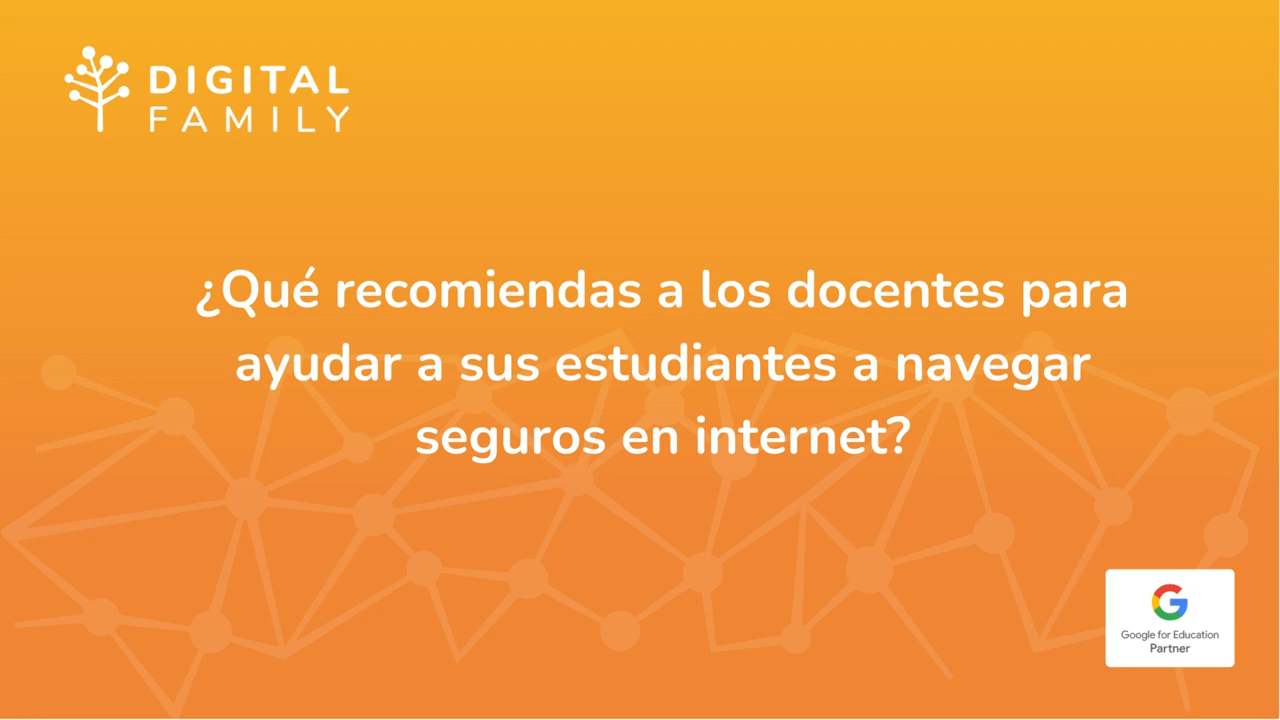 DIGITAL
FAMILY
¿Qué recomiendas a los docentes para
ayudar a sus estudiantes a navegar
seguros en internet?
Google for Education
Partner